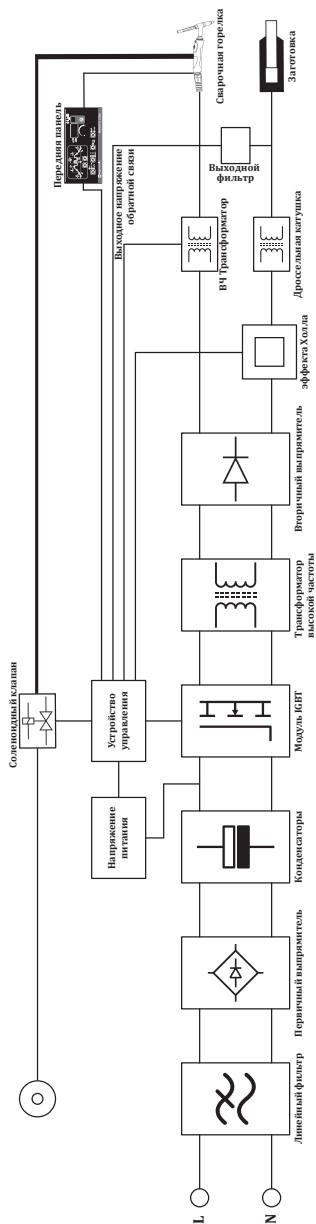 L
N
Линейный фильтр
Первичный выпрямитель
Конденсаторы
Напряжение
питания
Модуль IGBT
Устройство
управления
Соленоидный клапан
Трансформатор
высокой частоты
Вторичный выпрямитель
эффекта Холла
ВЧ Трансформатор
Дроссельная катушка
Выходное напряжение
обратной связи
Выходной
фильтр
Передняя панель
Сварочная горелка
Заготовка